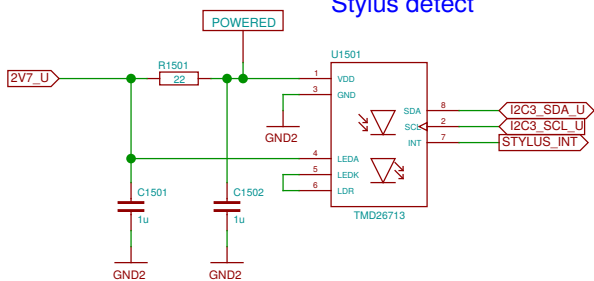 Stylus detect
POWERED
U1501
2V7_U
R1501
22
1
VDD
3
GND
GND2
SDA
8
I2C3_SDA_U
SCL
2
I2C3_SCL_U
INT
7
STYLUS_INT
4
LEDA
5
LEDK
6
LDR
TMD26713
C1501
1u
C1502
1u
GND2
GND2